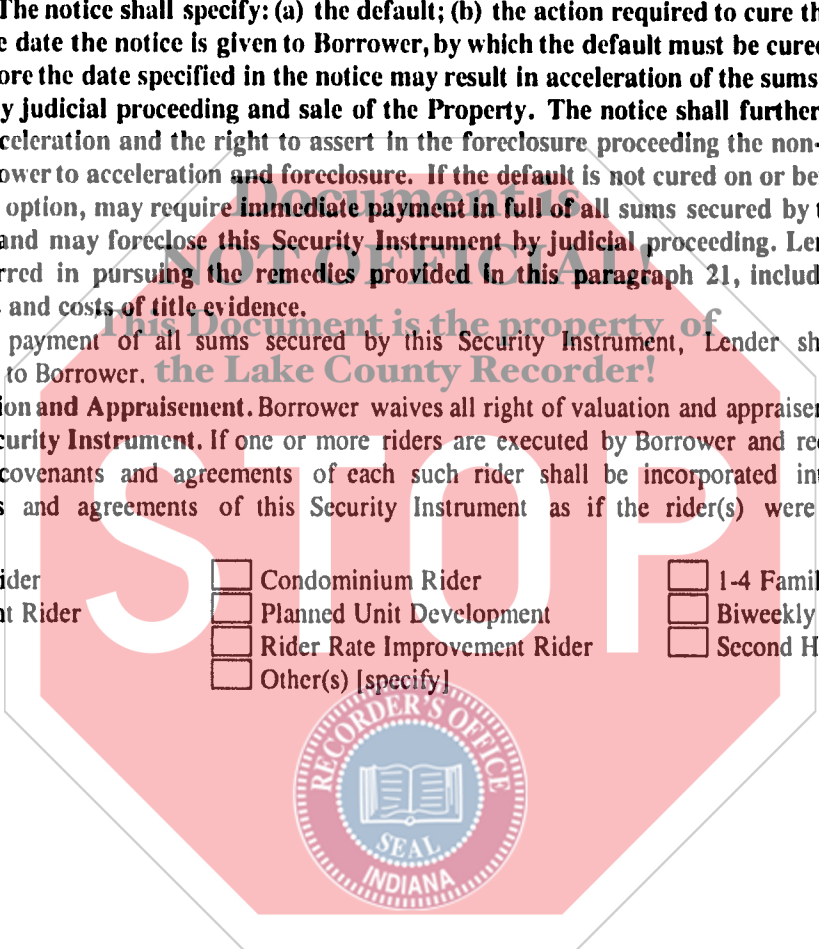 The notice shall specify: (a) the default; (b) the action required to cure th
e date the notice is given to Borrower, by which the default must be cured
ore the date specified in the notice may result in acceleration of the sums
y judicial proceeding and sale of the Property. The notice shall further
celeration and the right to assert in the foreclosure proceeding the non-
ower to acceleration and foreclosure. If the default is not cured on or be
Document is
option, may require immediate payment in full of all sums secured by t
and may foreclose this Security Instrument by judicial proceeding. Len
NOT OFFICIAL!
rred in pursuing the remedies provided in this paragraph 21, includ
and costs of title evidence.
This Document is the property of
payment of all sums secured by this Security Instrument, Lender sh
to Borrower.
the Lake County Recorder!
ion and Appraisement. Borrower waives all right of valuation and appraise
curity Instrument. If one or more riders are executed by Borrower and re
covenants and agreements of each such rider shall be incorporated int
s and agreements of this Security Instrument as if the rider(s) were
STOP
ider Condominium Rider 1-4 Famil
nt Rider Planned Unit Development Biweekly
Rider Rate Improvement Rider Second H
Other(s) [specify]
RECORDER'S OFFICE
SEAL
INDIANA